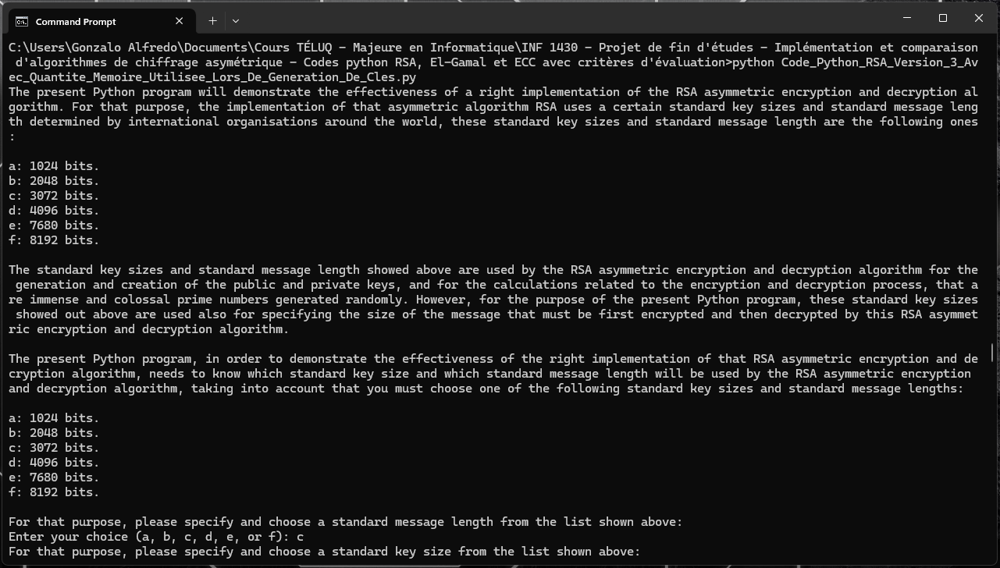 Command Prompt
C:\Users\Gonzalo Alfredo\Documents\Cours TÉLUQ - Majeure en Informatique\INF 1430 - Projet de fin d'études - Implémentation et comparaison
d'algorithmes de chiffrage asymétrique - Codes python RSA, El-Gamal et ECC avec critères d'évaluation>python Code_Python_RSA_Version_3_Av
ec_Quantite_Memoire_Utilisee_Lors_De_Generation_De_Cles.py
The present Python program will demonstrate the effectiveness of a right implementation of the RSA asymmetric encryption and decryption al
gorithm. For that purpose, the implementation of that asymmetric algorithm RSA uses a certain standard key sizes and standard message leng
th determined by international organisations around the world, these standard key sizes and standard message length are the following ones
:
a: 1024 bits.
b: 2048 bits.
c: 3072 bits.
d: 4096 bits.
e: 7680 bits.
f: 8192 bits.
The standard key sizes and standard message length showed above are used by the RSA asymmetric encryption and decryption algorithm for the
generation and creation of the public and private keys, and for the calculations related to the encryption and decryption process, that a
re immense and colossal prime numbers generated randomly. However, for the purpose of the present Python program, these standard key sizes
showed out above are used also for specifying the size of the message that must be first encrypted and then decrypted by this RSA asymmet
ric encryption and decryption algorithm.
The present Python program, in order to demonstrate the effectiveness of the right implementation of that RSA asymmetric encryption and de
cryption algorithm, needs to know which standard key size and which standard message length will be used by the RSA asymmetric encryption
and decryption algorithm, taking into account that you must choose one of the following standard key sizes and standard message lengths:
a: 1024 bits.
b: 2048 bits.
c: 3072 bits.
d: 4096 bits.
e: 7680 bits.
f: 8192 bits.
For that purpose, please specify and choose a standard message length from the list shown above:
Enter your choice (a, b, c, d, e, or f): c
For that purpose, please specify and choose a standard key size from the list shown above: